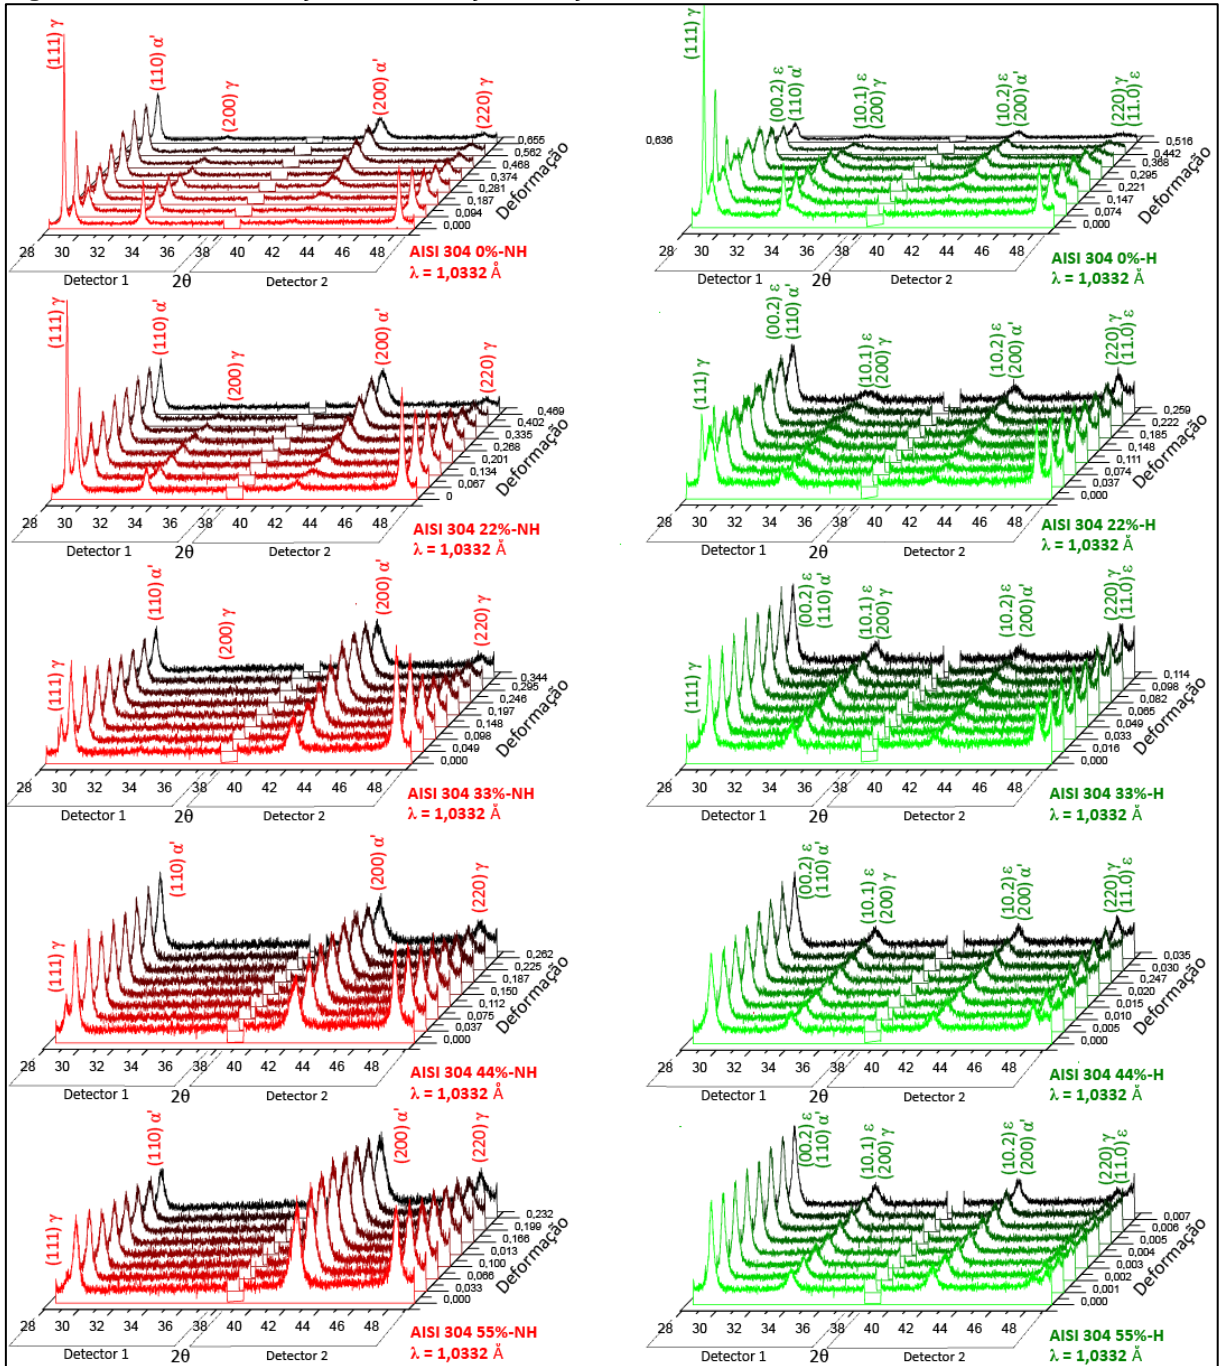 (111) γ
(110) α'
(200) γ
(200) α'
(220) γ
0,655
0,562
0,468
0,374
0,281
0,187
0,094
0,000
Deformação
28 30 32 34 36 38 40 42 44 46 48
Detector 1 2θ Detector 2
AISI 304 0%-NH
λ = 1,0332 Å
(111) γ
(00.2) ε
(110) α'
(10.1) ε
(200) γ
(10.2) ε
(200) α'
(220) γ
(11.0) ε
0,636
0,516
0,442
0,368
0,295
0,221
0,147
0,074
0,000
Deformação
28 30 32 34 36 38 40 42 44 46 48
Detector 1 2θ Detector 2
AISI 304 0%-H
λ = 1,0332 Å
(111) γ
(110) α'
(200) γ
(200) α'
(220) γ
0,469
0,402
0,335
0,268
0,201
0,134
0,067
0
Deformação
28 30 32 34 36 38 40 42 44 46 48
Detector 1 2θ Detector 2
AISI 304 22%-NH
λ = 1,0332 Å
(111) γ
(00.2) ε
(110) α'
(10.1) ε
(200) γ
(10.2) ε
(200) α'
(220) γ
(11.0) ε
0,259
0,222
0,185
0,148
0,111
0,074
0,037
0,000
Deformação
28 30 32 34 36 38 40 42 44 46 48
Detector 1 2θ Detector 2
AISI 304 22%-H
λ = 1,0332 Å
(111) γ
(110) α'
(200) γ
(200) α'
(220) γ
0,344
0,295
0,246
0,197
0,148
0,098
0,049
0,000
Deformação
28 30 32 34 36 38 40 42 44 46 48
Detector 1 2θ Detector 2
AISI 304 33%-NH
λ = 1,0332 Å
(111) γ
(00.2) ε
(110) α'
(10.1) ε
(200) γ
(10.2) ε
(200) α'
(220) γ
(11.0) ε
0,114
0,098
0,082
0,065
0,049
0,033
0,016
0,000
Deformação
28 30 32 34 36 38 40 42 44 46 48
Detector 1 2θ Detector 2
AISI 304 33%-H
λ = 1,0332 Å
(111) γ
(110) α'
(200) α'
(220) γ
0,262
0,225
0,187
0,150
0,112
0,075
0,037
0,000
Deformação
28 30 32 34 36 38 40 42 44 46 48
Detector 1 2θ Detector 2
AISI 304 44%-NH
λ = 1,0332 Å
(00.2) ε
(110) α'
(10.1) ε
(200) γ
(10.2) ε
(200) α'
(220) γ
(11.0) ε
0,035
0,030
0,247
0,020
0,015
0,010
0,005
0,000
Deformação
28 30 32 34 36 38 40 42 44 46 48
Detector 1 2θ Detector 2
AISI 304 44%-H
λ = 1,0332 Å
(111) γ
(110) α'
(200) α'
(220) γ
0,232
0,199
0,166
0,013
0,100
0,066
0,033
0,000
Deformação
28 30 32 34 36 38 40 42 44 46 48
Detector 1 2θ Detector 2
AISI 304 55%-NH
λ = 1,0332 Å
(00.2) ε
(110) α'
(10.1) ε
(200) γ
(10.2) ε
(200) α'
(220) γ
(11.0) ε
0,007
0,006
0,005
0,004
0,003
0,002
0,001
0,000
Deformação
28 30 32 34 36 38 40 42 44 46 48
Detector 1 2θ Detector 2
AISI 304 55%-H
λ = 1,0332 Å